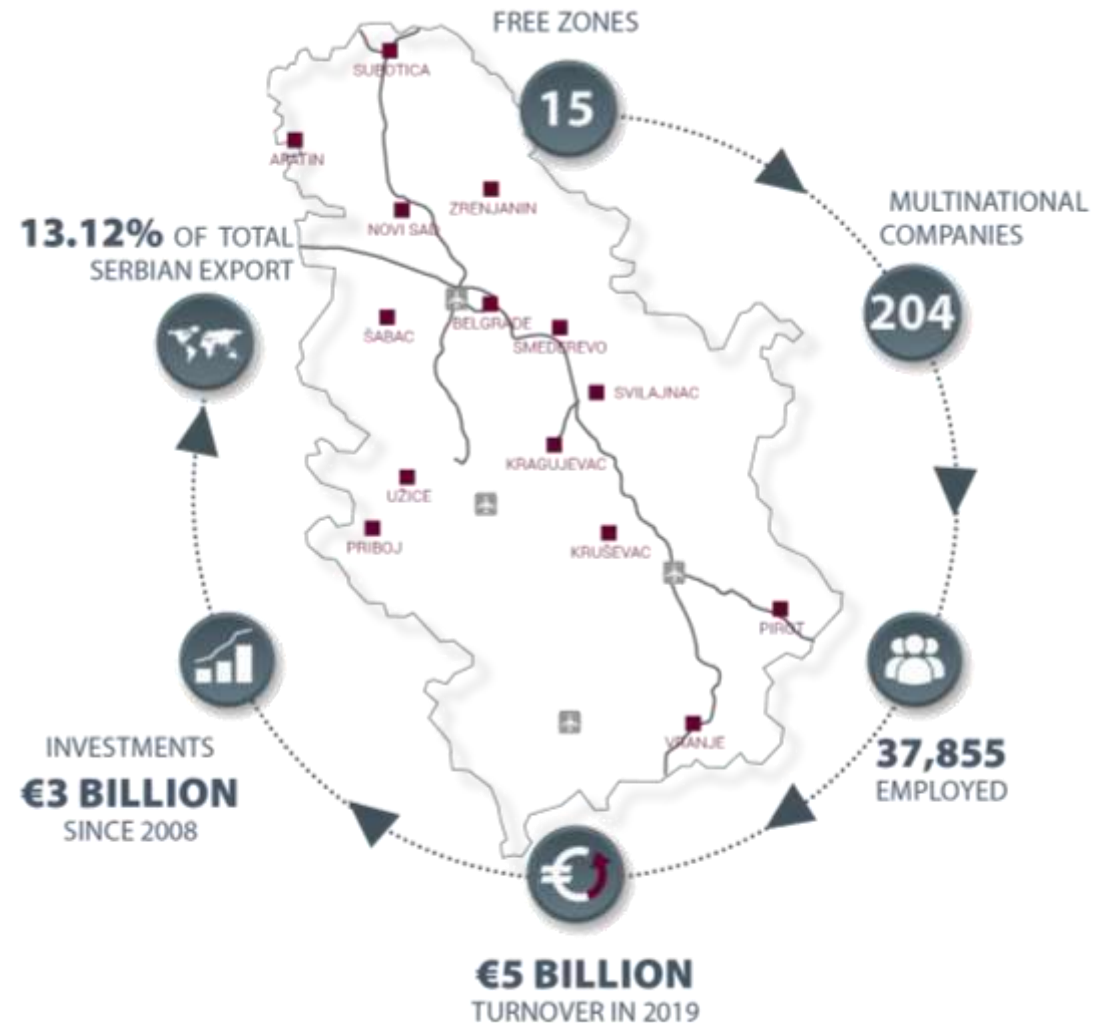 FREE ZONES
15
SUBOTICA
APATIN
ZRENJANIN
NOVI SAD
MULTINATIONAL
COMPANIES
204
13.12% OF TOTAL
SERBIAN EXPORT
BELGRADE
ŠABAC
SMEDEREVO
SVILAJNAC
KRAGUJEVAC
UŽICE
PRIBOJ
KRUŠEVAC
PIROT
VRANJE
37,855
EMPLOYED
INVESTMENTS
€3 BILLION
SINCE 2008
€
€5 BILLION
TURNOVER IN 2019